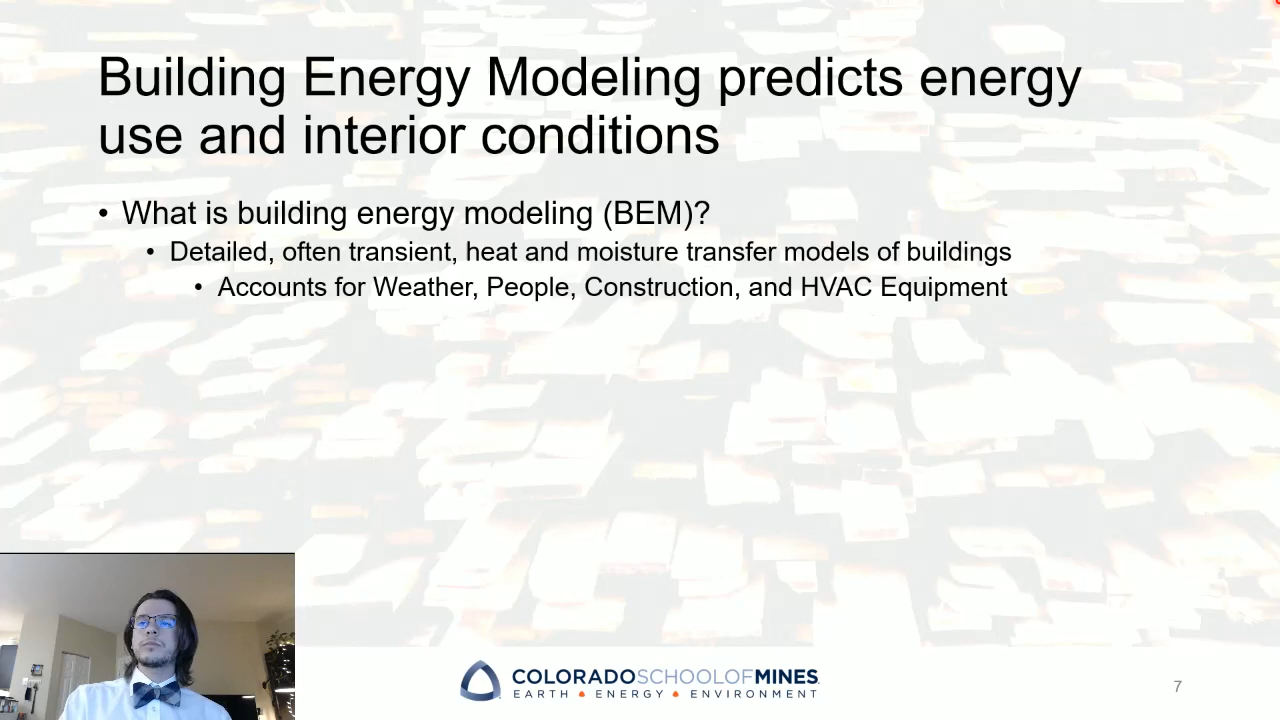 Building Energy Modeling predicts energy
use and interior conditions
• What is building energy modeling (BEM)?
• Detailed, often transient, heat and moisture transfer models of buildings
• Accounts for Weather, People, Construction, and HVAC Equipment
COLORADOSCHOOLOFMINES
EARTH • ENERGY • ENVIRONMENT
7